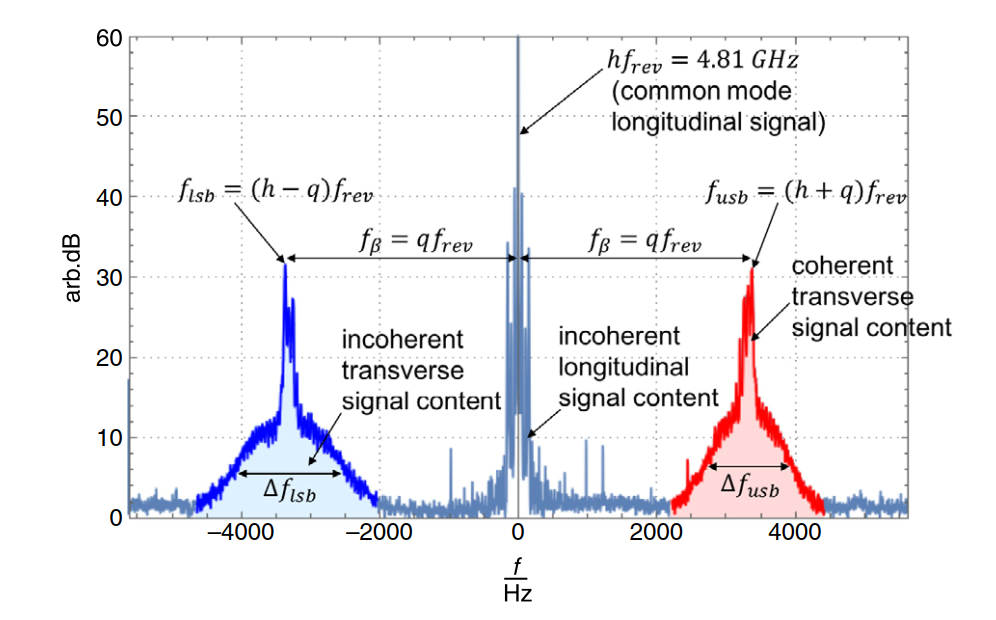 60
50
40
30
20
10
0
arb.dB
hf_rev = 4.81 GHz
(common mode
longitudinal signal)
f_lsb = (h − q)f_rev
f_usb = (h + q)f_rev
f_β = qf_rev
f_β = qf_rev
coherent
transverse
signal content
incoherent
transverse
signal content
incoherent
longitudinal
signal content
Δf_lsb
Δf_usb
−4000
−2000
0
2000
4000
f
Hz